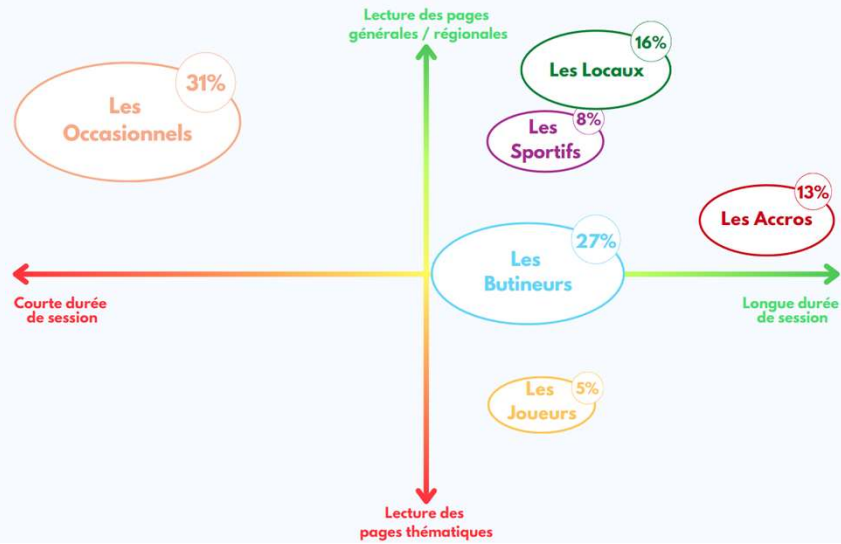 Lecture des pages
générales / régionales
16%
Les Locaux
31%
Les
Occasionnels
8%
Les
Sportifs
13%
Les Accros
27%
Les
Butineurs
Courte durée
de session
Longue durée
de session
5%
Les
Joueurs
Lecture des
pages thématiques